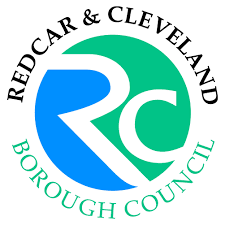 REDCAR & CLEVELAND
RC
BOROUGH COUNCIL